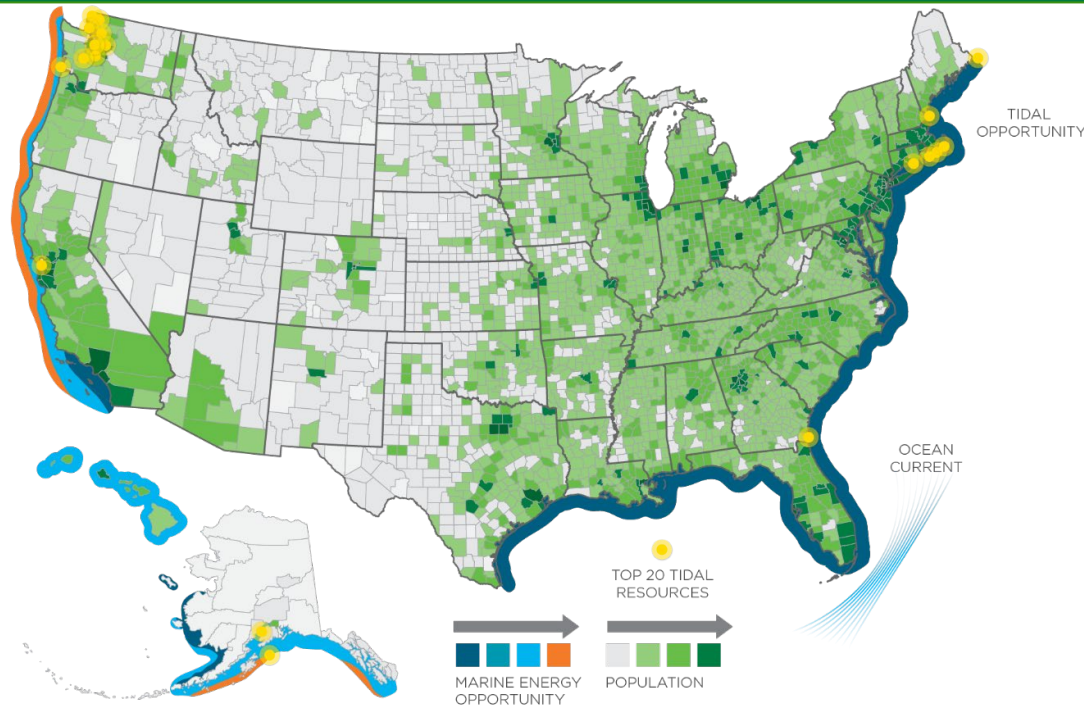 TIDAL
OPPORTUNITY
OCEAN
CURRENT
TOP 20 TIDAL
RESOURCES
MARINE ENERGY
OPPORTUNITY
POPULATION